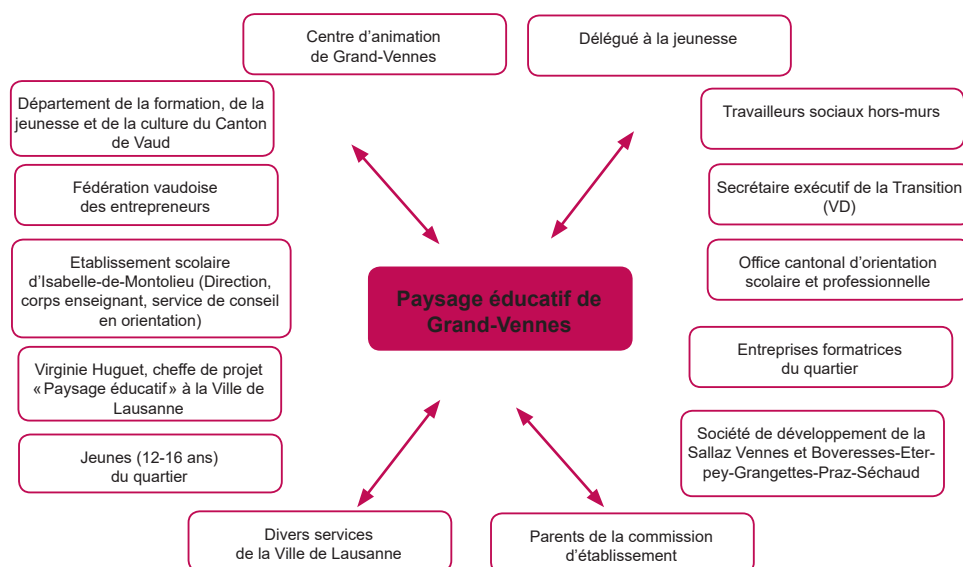 Centre d'animation
de Grand-Vennes
Délégué à la jeunesse
Département de la formation, de la
jeunesse et de la culture du Canton
de Vaud
Travailleurs sociaux hors-murs
Fédération vaudoise
des entrepreneurs
Secrétaire exécutif de la Transition
(VD)
Etablissement scolaire
d'Isabelle-de-Montolieu (Direction,
corps enseignant, service de conseil
en orientation)
Office cantonal d'orientation
scolaire et professionnelle
Paysage éducatif de
Grand-Vennes
Virginie Huguet, cheffe de projet
«Paysage éducatif» à la Ville de
Lausanne
Entreprises formatrices
du quartier
Jeunes (12-16 ans)
du quartier
Société de développement de la
Sallaz Vennes et Boveresses-Eter-
pey-Grangettes-Praz-Séchaud
Divers services
de la Ville de Lausanne
Parents de la commission
d'établissement